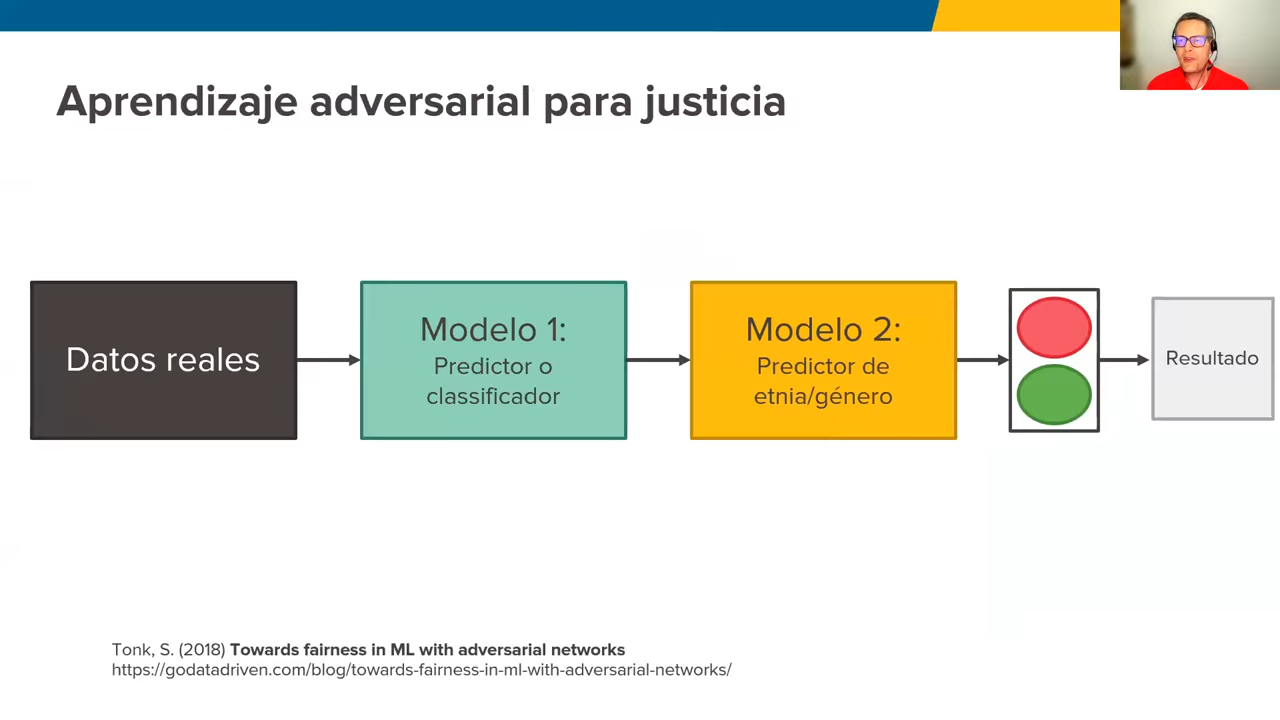 Aprendizaje adversarial para justicia
Datos reales
Modelo 1:
Predictor o
clasificador
Modelo 2:
Predictor de
etnia/género
Resultado
Tonk, S. (2018) Towards fairness in ML with adversarial networks
https://godatadriven.com/blog/towards-fairness-in-ml-with-adversarial-networks/